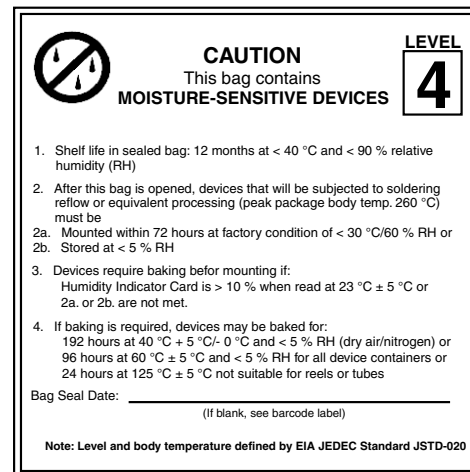 CAUTION
This bag contains
MOISTURE-SENSITIVE DEVICES
LEVEL
4
1. Shelf life in sealed bag: 12 months at < 40 °C and < 90 % relative
humidity (RH)
2. After this bag is opened, devices that will be subjected to soldering
reflow or equivalent processing (peak package body temp. 260 °C)
must be
2a. Mounted within 72 hours at factory condition of < 30 °C/60 % RH or
2b. Stored at < 5 % RH
3. Devices require baking befor mounting if:
Humidity Indicator Card is > 10 % when read at 23 °C ± 5 °C or
2a. or 2b. are not met.
4. If baking is required, devices may be baked for:
192 hours at 40 °C + 5 °C/- 0 °C and < 5 % RH (dry air/nitrogen) or
96 hours at 60 °C ± 5 °C and < 5 % RH for all device containers or
24 hours at 125 °C ± 5 °C not suitable for reels or tubes
Bag Seal Date:
(If blank, see barcode label)
Note: Level and body temperature defined by EIA JEDEC Standard JSTD-020